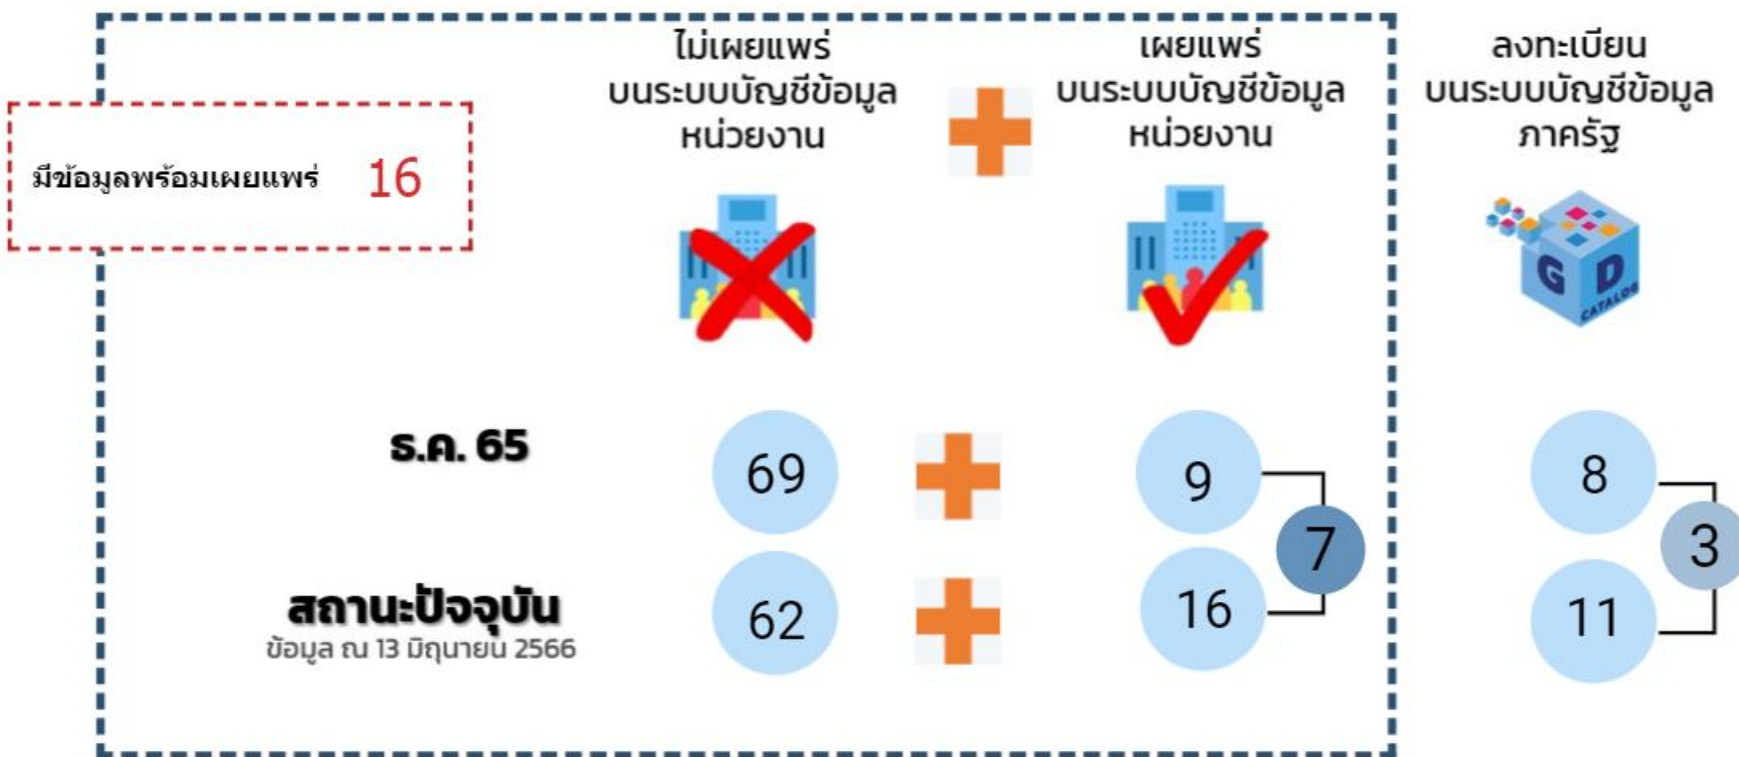 ไม่เผยแพร่
บนระบบบัญชีข้อมูล
หน่วยงาน
เผยแพร่
บนระบบบัญชีข้อมูล
หน่วยงาน
ลงทะเบียน
บนระบบบัญชีข้อมูล
ภาครัฐ
มีข้อมูลพร้อมเผยแพร่ 16
G D
CATALOG
ธ.ค. 65
69
9
8
7
3
สถานะปัจจุบัน
ข้อมูล ณ 13 มิถุนายน 2566
62
16
11